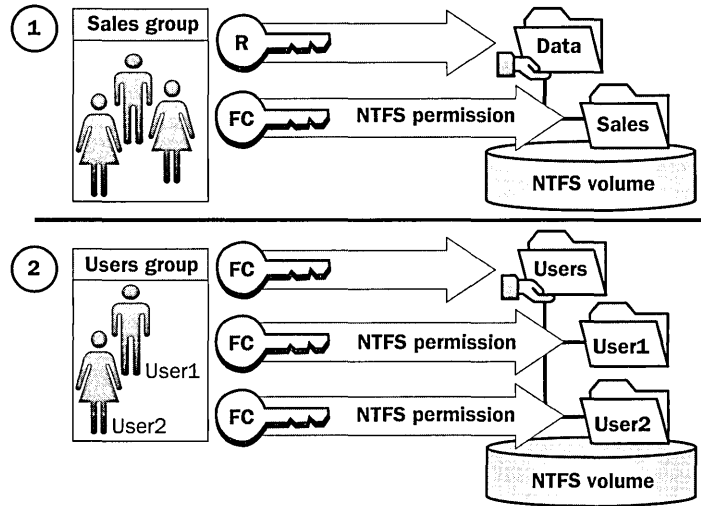 1
Sales group
R
Data
FC
NTFS permission
Sales
NTFS volume
2
Users group
FC
Users
FC
NTFS permission
User1
User1
FC
NTFS permission
User2
User2
NTFS volume